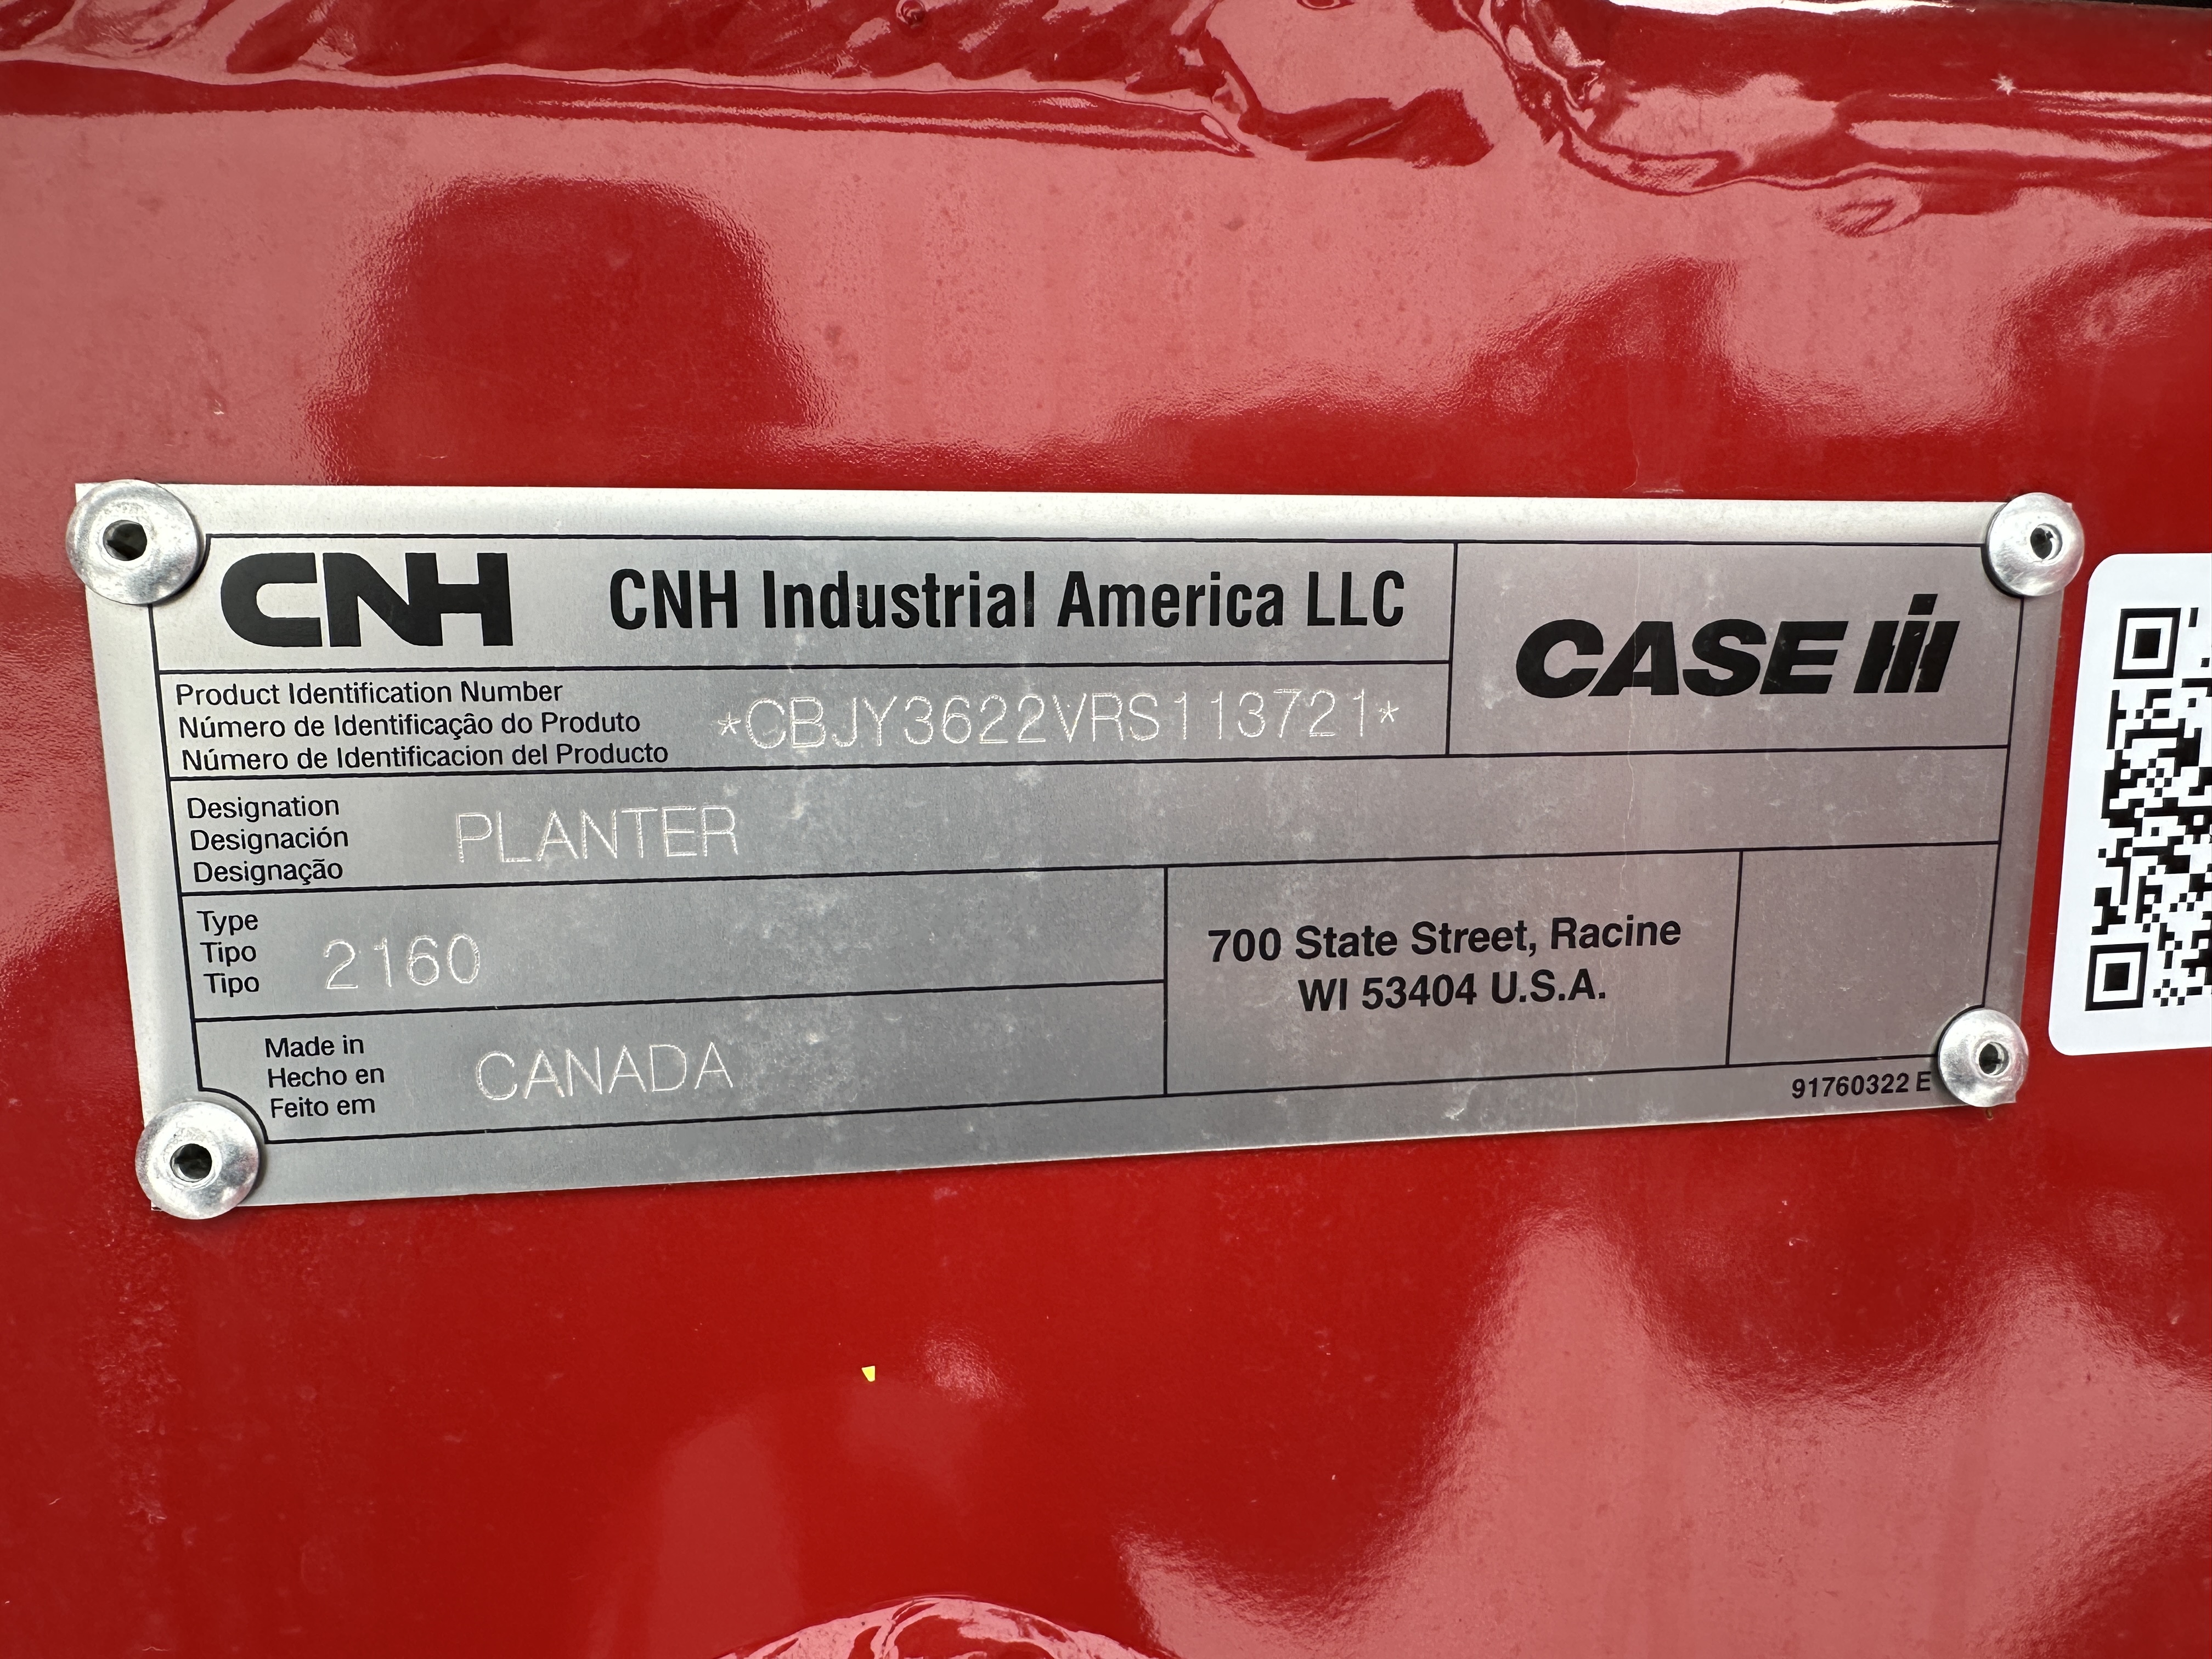 CNH CNH Industrial America LLC
CASE IH
Product Identification Number
Número de Identificação do Produto
Número de Identificacion del Producto
*CBJY3622VRS113721*
Designation
Designación
Designação
PLANTER
Type
Tipo
Tipo
2160
700 State Street, Racine
WI 53404 U.S.A.
Made in
Hecho en
Feito em
CANADA
91760322 E